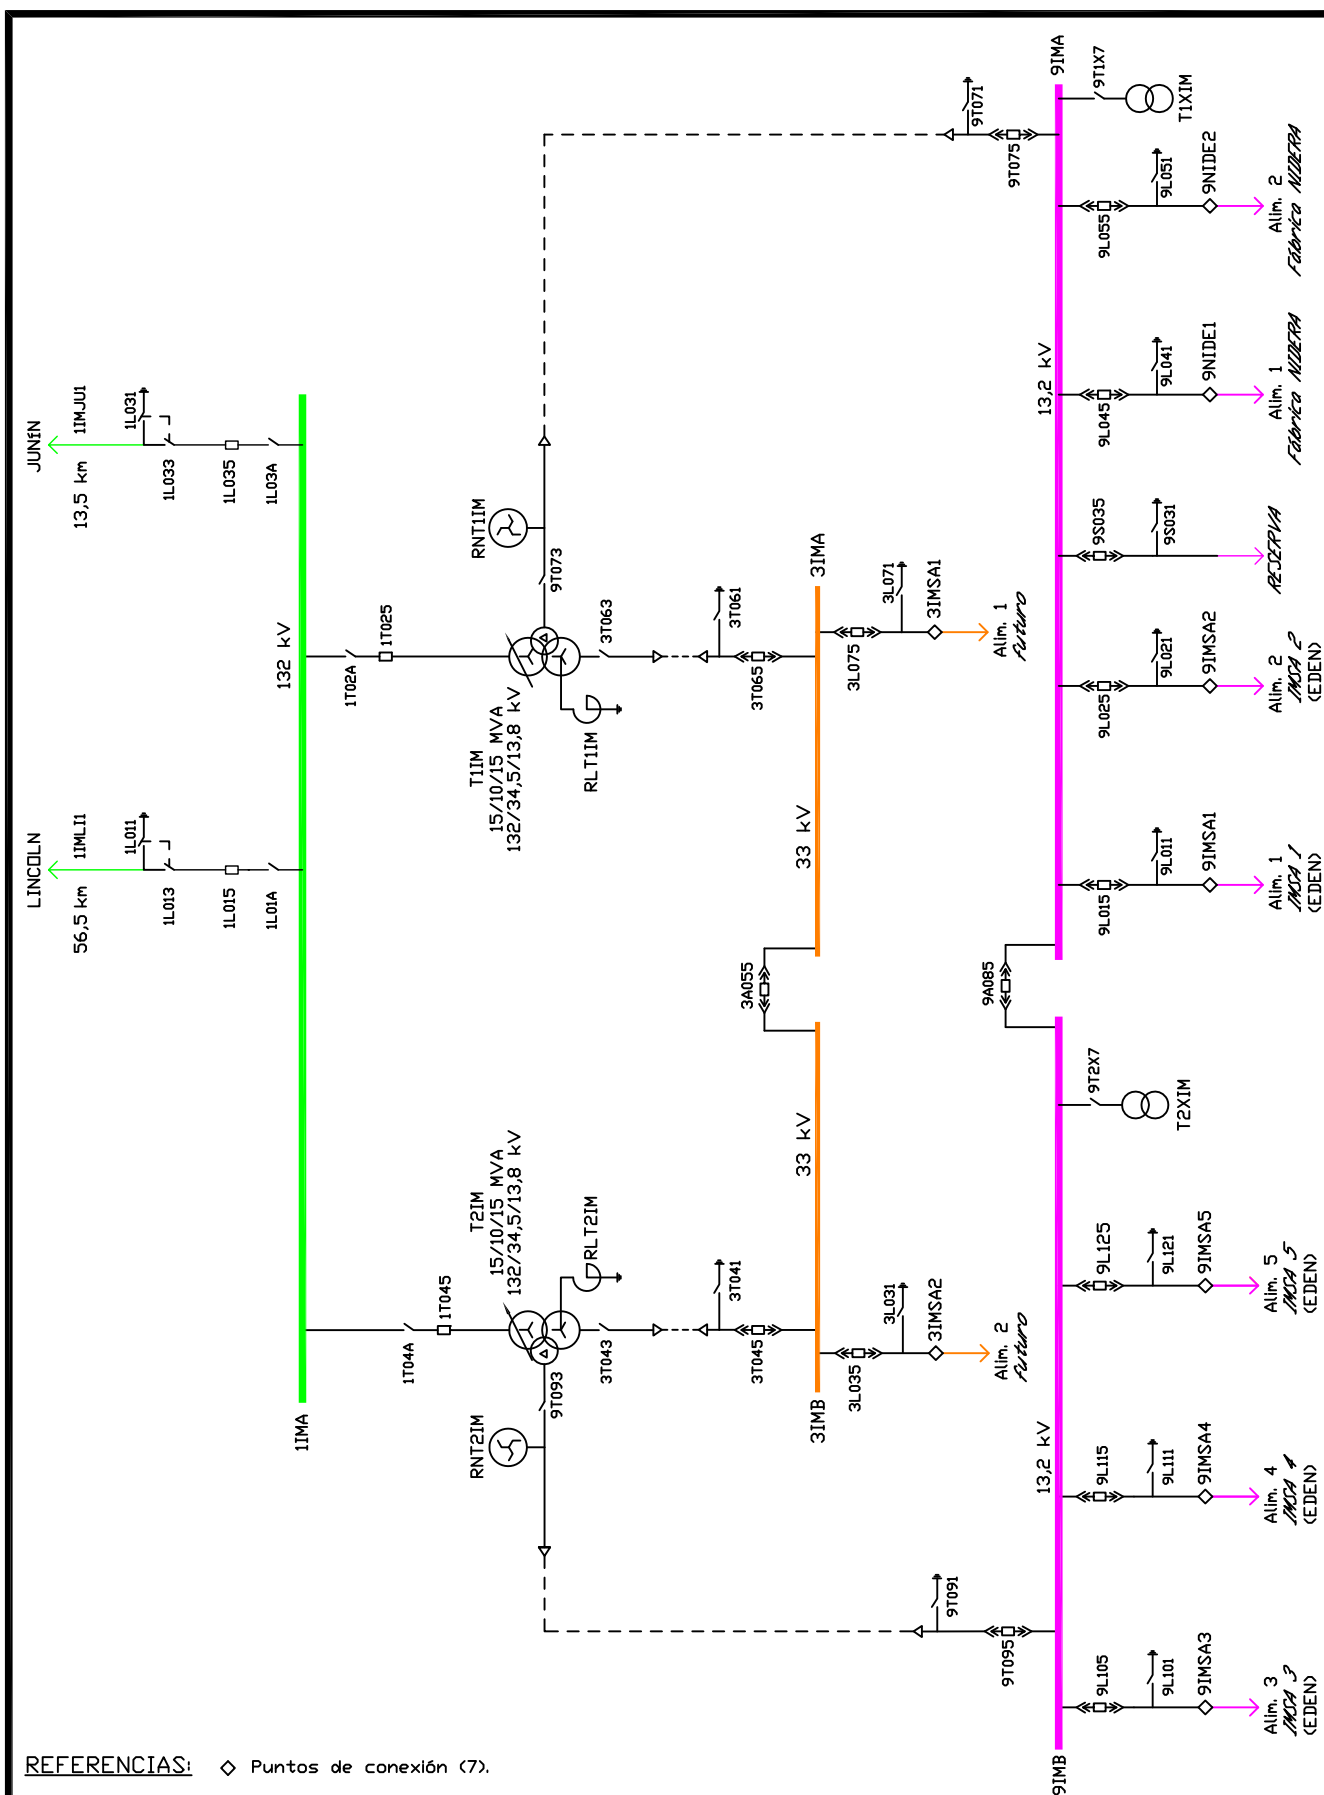 LINCOLN
56,5 km
1IMLI1
1L011
1L013
1L015
1L01A
JUNíN
13,5 km
1IMJU1
1L031
1L033
1L035
1L03A
1IMA
132 kV
1T04A
1T045
T2IM
15/10/15 MVA
132/34,5/13,8 kV
RNT2IM
9T093
RLT2IM
3T043
3T041
3T045
1T02A
1T025
T1IM
15/10/15 MVA
132/34,5/13,8 kV
RNT1IM
9T073
RLT1IM
3T063
3T061
3T065
3IMB
33 kV
3A055
33 kV
3IMA
3L035
3L031
3IMSA2
Alim. 2
Futuro
3L075
3L071
3IMSA1
Alim. 1
Futuro
9T091
9T095
9T071
9T075
9IMB
13,2 kV
9A085
13,2 kV
9IMA
9L105
9L101
9IMSA3
Alim. 3
IMSA 3
(EDEN)
9L115
9L111
9IMSA4
Alim. 4
IMSA 4
(EDEN)
9L125
9L121
9IMSA5
Alim. 5
IMSA 5
(EDEN)
9T2X7
T2XIM
9L015
9L011
9IMSA1
Alim. 1
IMSA 1
(EDEN)
9L025
9L021
9IMSA2
Alim. 2
IMSA 2
(EDEN)
9S035
9S031
RESERVA
9L045
9L041
9NIDE1
Alim. 1
Fábrica NIDERA
9L055
9L051
9NIDE2
Alim. 2
Fábrica NIDERA
9T1X7
T1XIM
REFERENCIAS:
Puntos de conexión (7).